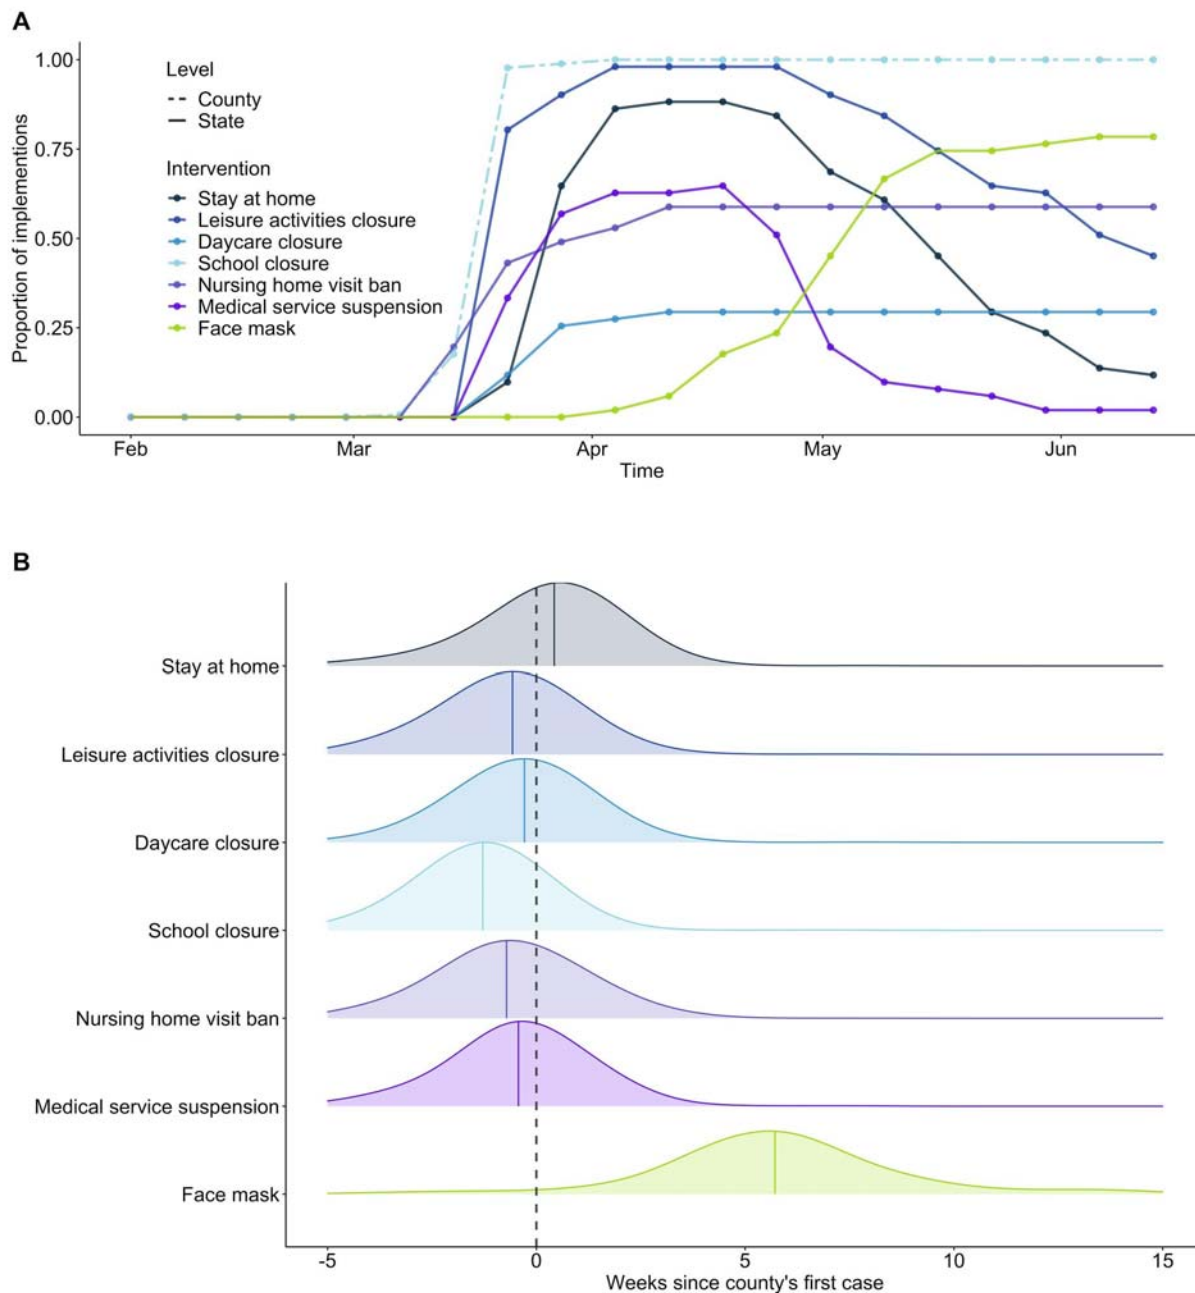 A
1.00
0.75
0.50
0.25
0.00
Proportion of implementions
Level
County
State
Intervention
Stay at home
Leisure activities closure
Daycare closure
School closure
Nursing home visit ban
Medical service suspension
Face mask
Feb Mar Apr May Jun
Time
B
Stay at home
Leisure activities closure
Daycare closure
School closure
Nursing home visit ban
Medical service suspension
Face mask
-5 0 5 10 15
Weeks since county's first case